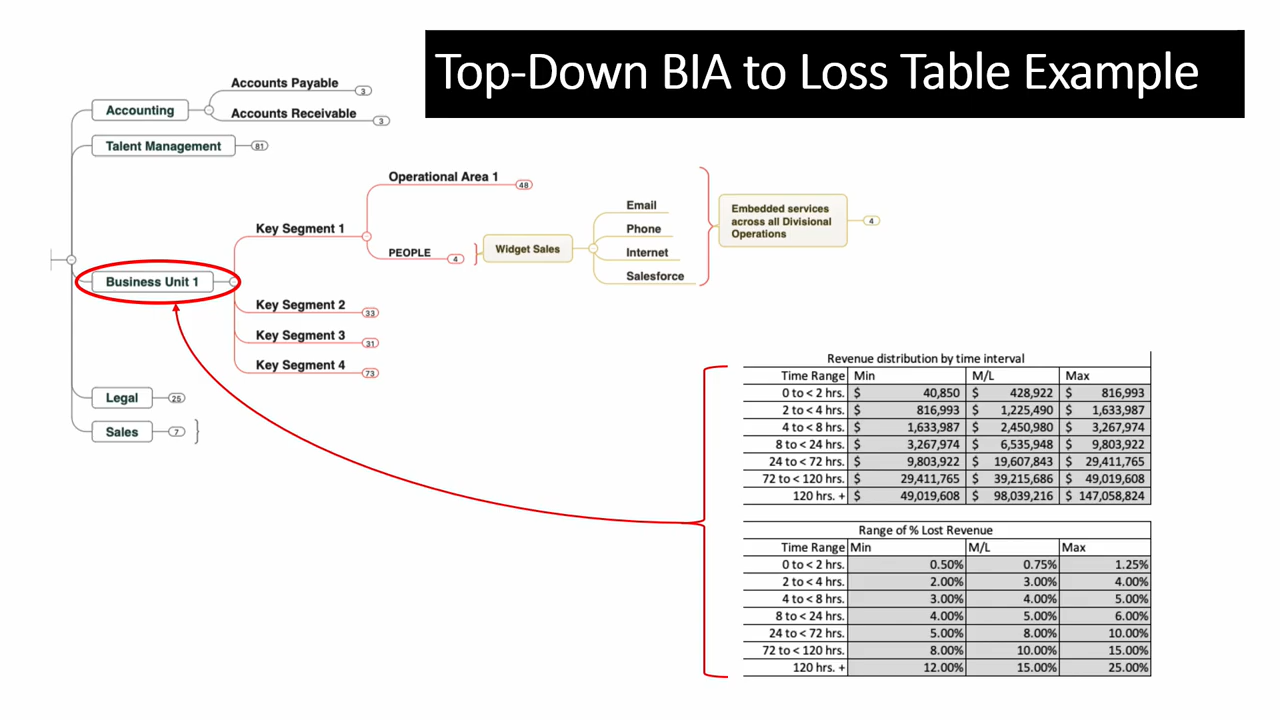 Top-Down BIA to Loss Table Example
Accounting
Accounts Payable
3
Accounts Receivable
3
Talent Management
81
Business Unit 1
Key Segment 1
Operational Area 1
48
PEOPLE
4
Widget Sales
Email
Phone
Internet
Salesforce
Embedded services
across all Divisional
Operations
4
Key Segment 2
33
Key Segment 3
31
Key Segment 4
73
Legal
25
Sales
7
Revenue distribution by time interval
Time Range Min M/L Max
0 to < 2 hrs. $ 40,850 $ 428,922 $ 816,993
2 to < 4 hrs. $ 816,993 $ 1,225,490 $ 1,633,987
4 to < 8 hrs. $ 1,633,987 $ 2,450,980 $ 3,267,974
8 to < 24 hrs. $ 3,267,974 $ 6,535,948 $ 9,803,922
24 to < 72 hrs. $ 9,803,922 $ 19,607,843 $ 29,411,765
72 to < 120 hrs. $ 29,411,765 $ 39,215,686 $ 49,019,608
120 hrs. + $ 49,019,608 $ 98,039,216 $ 147,058,824
Range of % Lost Revenue
Time Range Min M/L Max
0 to < 2 hrs. 0.50% 0.75% 1.25%
2 to < 4 hrs. 2.00% 3.00% 4.00%
4 to < 8 hrs. 3.00% 4.00% 5.00%
8 to < 24 hrs. 4.00% 5.00% 6.00%
24 to < 72 hrs. 5.00% 8.00% 10.00%
72 to < 120 hrs. 8.00% 10.00% 15.00%
120 hrs. + 12.00% 15.00% 25.00%